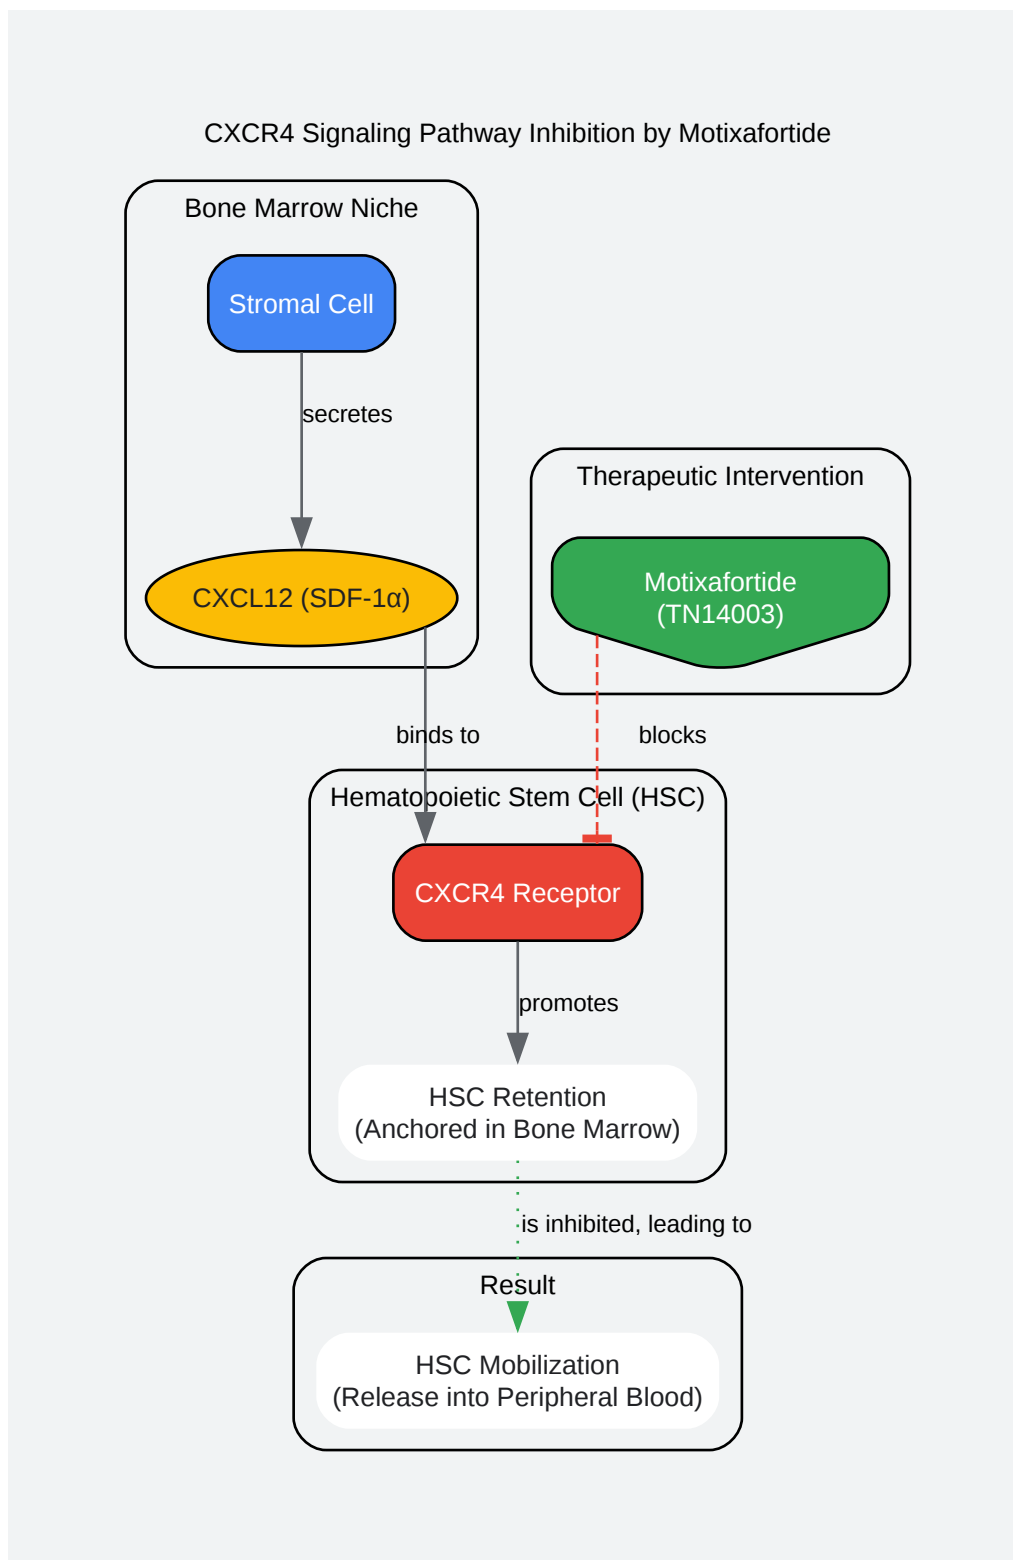 CXCR4 Signaling Pathway Inhibition by Motixafortide
Bone Marrow Niche
Stromal Cell
secretes
CXCL12 (SDF-1α)
Therapeutic Intervention
Motixafortide
(TN14003)
binds to
blocks
Hematopoietic Stem Cell (HSC)
CXCR4 Receptor
promotes
HSC Retention
(Anchored in Bone Marrow)
is inhibited, leading to
Result
HSC Mobilization
(Release into Peripheral Blood)